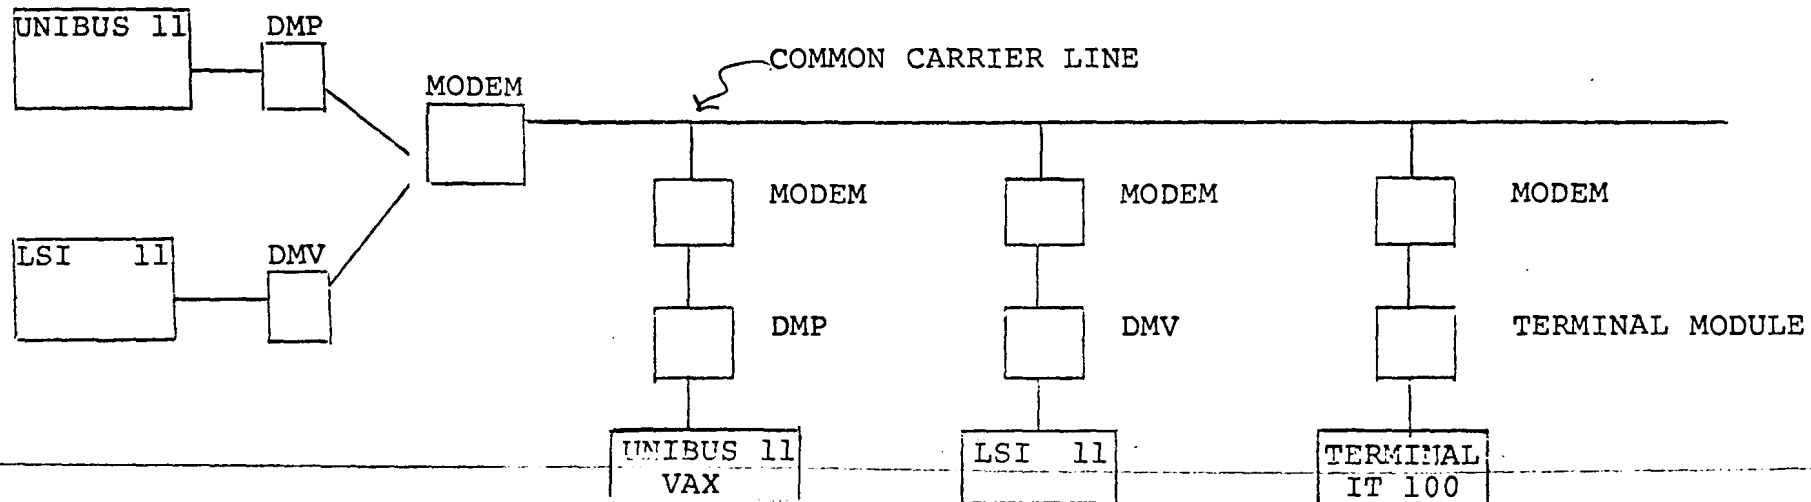 UNIBUS 11
DMP
MODEM
COMMON CARRIER LINE
LSI 11
DMV
MODEM
MODEM
MODEM
DMP
DMV
TERMINAL MODULE
UNIBUS 11
VAX
LSI 11
TERMINAL
IT 100